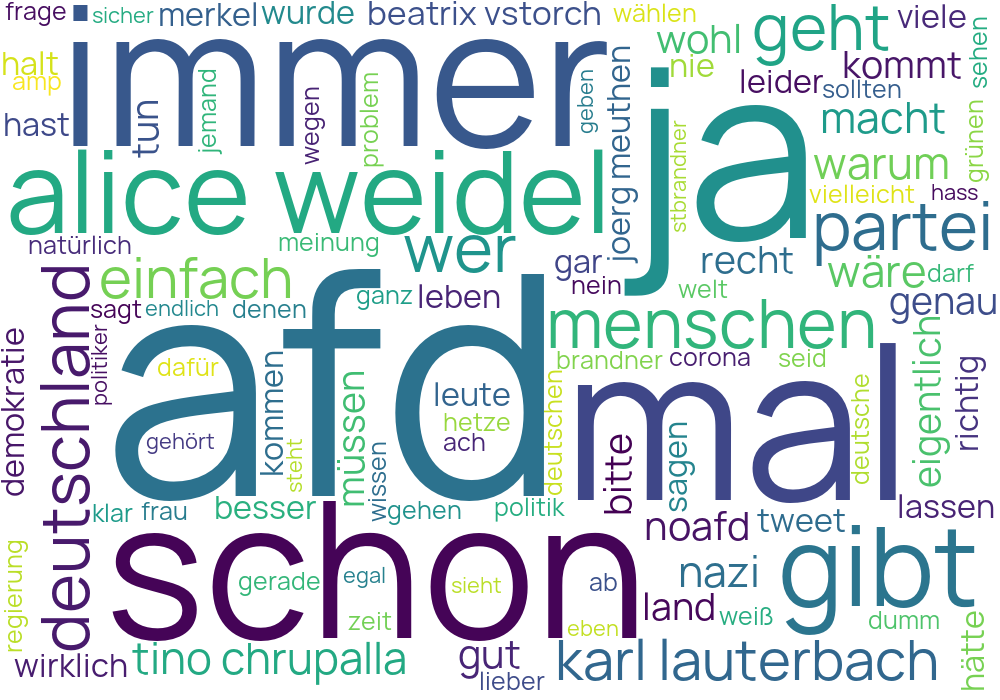 frage
sicher
merkel
wurde
beatrix vstorch
wählen
viele
immer
geht
wohl
nie
kommt
sehen
halt
amp
leider
sollten
hast
tun
jemand
wegen
problem
geben
joerg meuthen
ja
macht
grünen
stbrandner
warum
alice weidel
vielleicht
hass
partei
natürlich
meinung
wer
gar
nein
recht
wäre
darf
welt
genau
einfach
ganz
leben
sagt
endlich
denen
deutschland
politiker
afd
menschen
brandner
corona
seid
demokratie
dafür
kommen
müssen
leute
hetze
ach
deutschen
mal
deutsche
eigentlich
richtig
gehört
steht
wissen
bitte
sagen
klar
frau
besser
gehen
politik
noafd
tweet
lassen
schon
nazi
gibt
regierung
gerade
egal
sieht
ab
zeit
eben
land
weiß
dumm
hätte
wirklich
tino chrupalla
gut
lieber
karl lauterbach